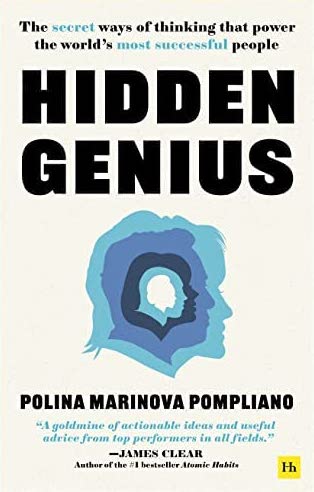 The secret ways of thinking that power
the world's most successful people
HIDDEN
GENIUS
POLINA MARINOVA POMPLIANO
“A goldmine of actionable ideas and useful
advice from top performers in all fields.”
—JAMES CLEAR
Author of the #1 bestseller Atomic Habits
Hh